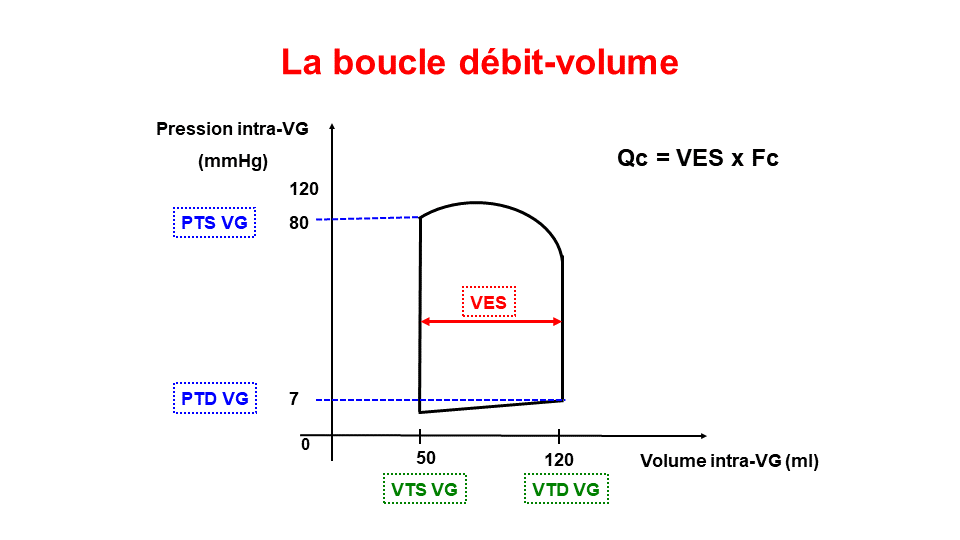 La boucle débit-volume
Pression intra-VG
(mmHg)
Qc = VES x Fc
120
PTS VG
80
VES
PTD VG
7
0
50
120
Volume intra-VG (ml)
VTS VG
VTD VG